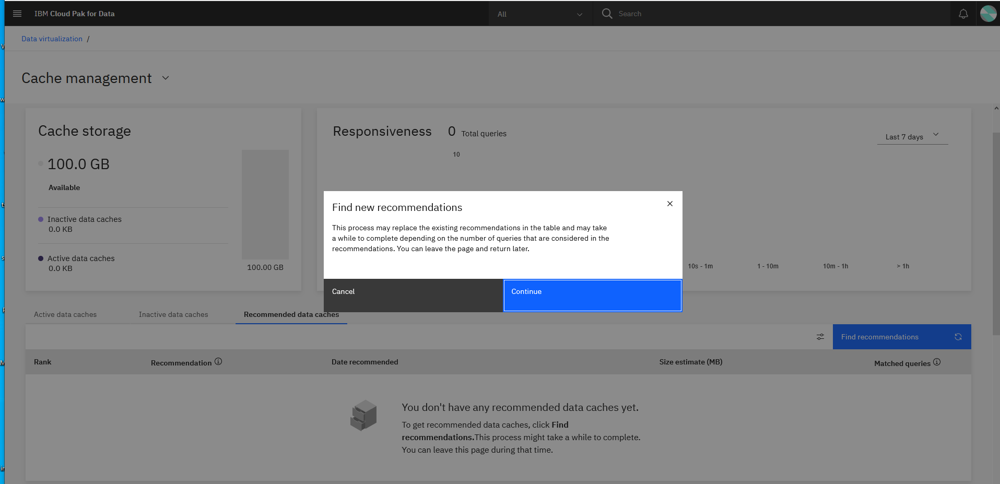 IBM Cloud Pak for Data
All
Search
Data virtualization /
Cache management
Cache storage
100.0 GB
Available
Inactive data caches
0.0 KB
Active data caches
0.0 KB
100.00 GB
Responsiveness 0 Total queries
Last 7 days
10
10s - 1m
1 - 10m
10m - 1h
> 1h
Find new recommendations
This process may replace the existing recommendations in the table and may take
a while to complete depending on the number of queries that are considered in the
recommendations. You can leave the page and return later.
Cancel
Continue
Active data caches
Inactive data caches
Recommended data caches
Find recommendations
Rank
Recommendation
Date recommended
Size estimate (MB)
Matched queries
You don't have any recommended data caches yet.
To get recommended data caches, click Find
recommendations.This process might take a while to complete.
You can leave this page during that time.